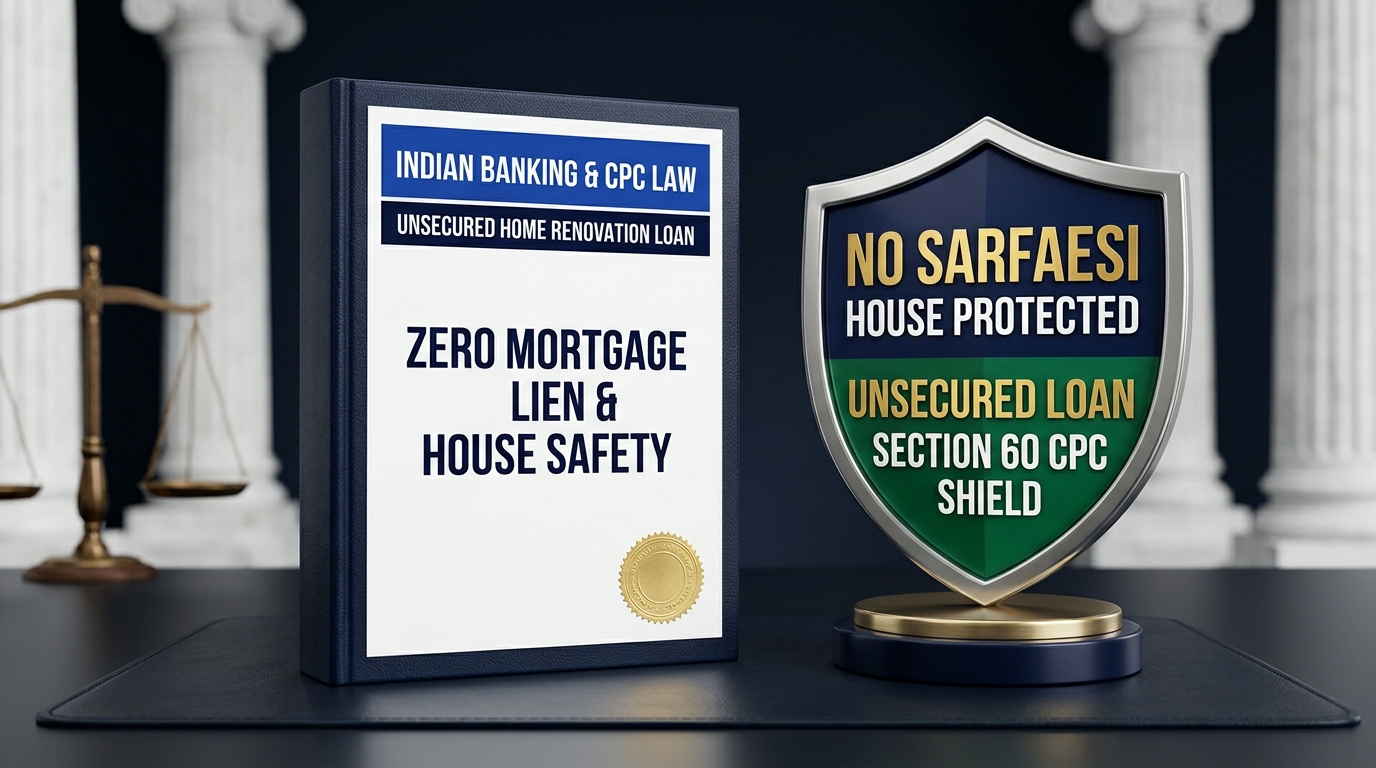 INDIAN BANKING & CPC LAW
UNSECURED HOME RENOVATION LOAN
ZERO MORTGAGE
LIEN &
HOUSE SAFETY
NO SARFAESI
HOUSE PROTECTED
UNSECURED LOAN
SECTION 60 CPC
SHIELD